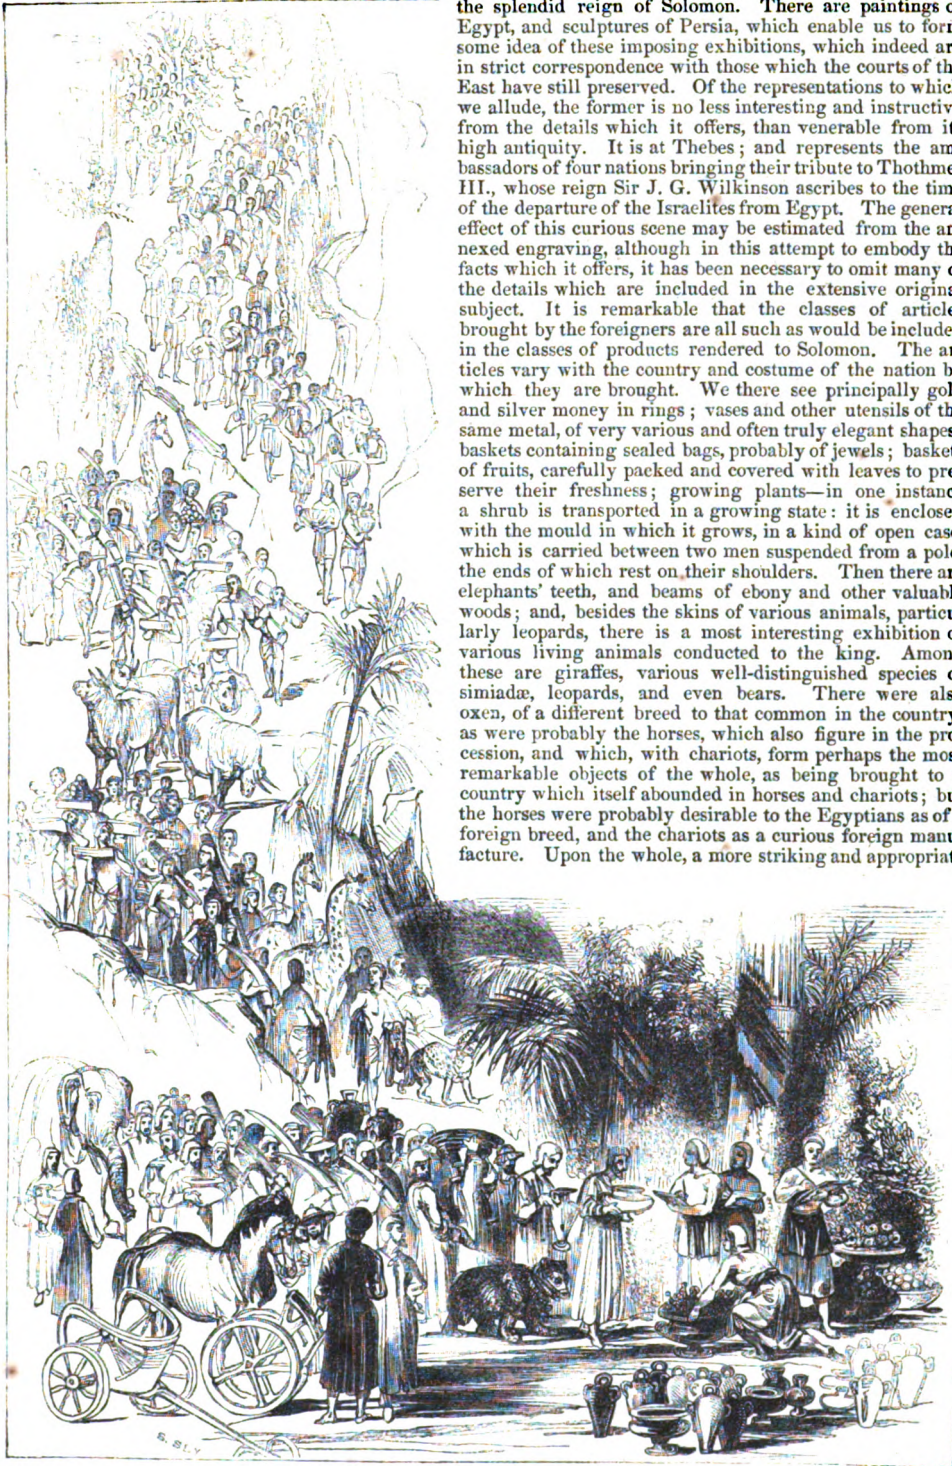 the splendid reign of Solomon. There are paintings o
Egypt, and sculptures of Persia, which enable us to for
some idea of these imposing exhibitions, which indeed ar
in strict correspondence with those which the courts of th
East have still preserved. Of the representations to whic
we allude, the former is no less interesting and instructiv
from the details which it offers, than venerable from it
high antiquity. It is at Thebes ; and represents the am
bassadors of four nations bringing their tribute to Thothme
III., whose reign Sir J. G. Wilkinson ascribes to the tim
of the departure of the Israelites from Egypt. The genera
effect of this curious scene may be estimated from the an
nexed engraving, although in this attempt to embody th
facts which it offers, it has been necessary to omit many o
the details which are included in the extensive origina
subject. It is remarkable that the classes of article
brought by the foreigners are all such as would be include
in the classes of products rendered to Solomon. The ar
ticles vary with the country and costume of the nation b
which they are brought. We there see principally gol
and silver money in rings ; vases and other utensils of th
same metal, of very various and often truly elegant shapes
baskets containing sealed bags, probably of jewels ; basket
of fruits, carefully packed and covered with leaves to pre
serve their freshness ; growing plants—in one instanc
a shrub is transported in a growing state : it is enclose
with the mould in which it grows, in a kind of open case
which is carried between two men suspended from a pole
the ends of which rest on their shoulders. Then there ar
elephants' teeth, and beams of ebony and other valuabl
woods ; and, besides the skins of various animals, particu
larly leopards, there is a most interesting exhibition o
various living animals conducted to the king. Amon
these are giraffes, various well-distinguished species o
simiadæ, leopards, and even bears. There were als
oxen, of a different breed to that common in the country
as were probably the horses, which also figure in the pro
cession, and which, with chariots, form perhaps the mos
remarkable objects of the whole, as being brought to
country which itself abounded in horses and chariots ; bu
the horses were probably desirable to the Egyptians as of
foreign breed, and the chariots as a curious foreign manu
facture. Upon the whole, a more striking and appropriat
S. SLY